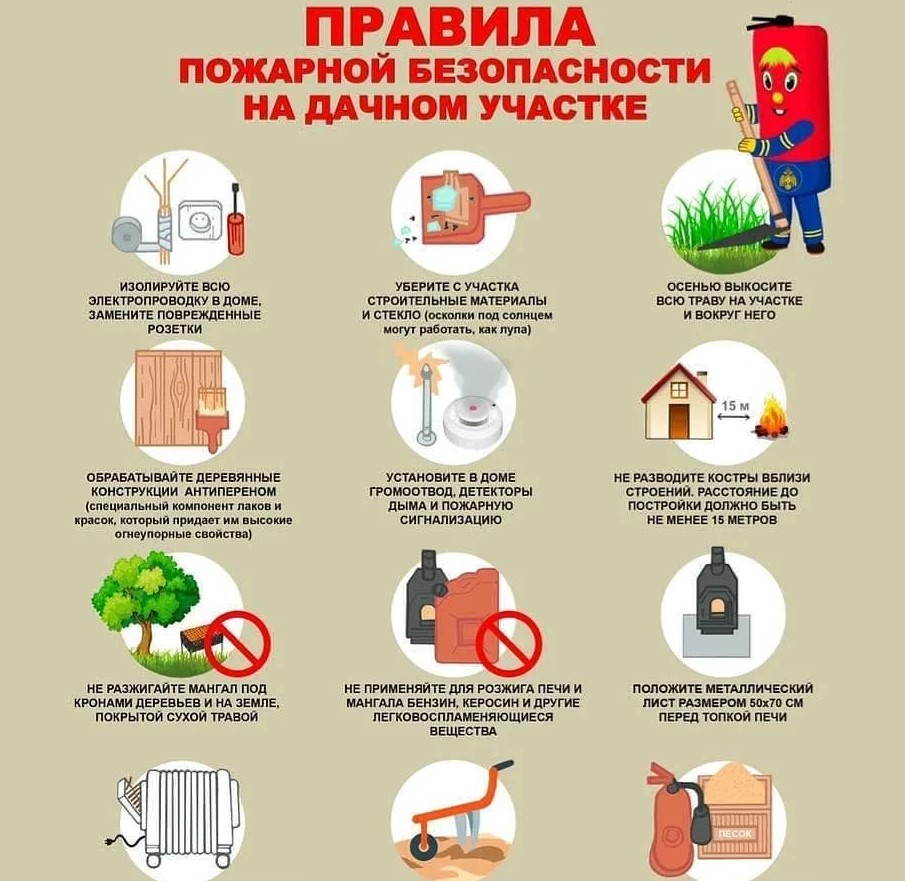 ПРАВИЛА
ПОЖАРНОЙ БЕЗОПАСНОСТИ
НА ДАЧНОМ УЧАСТКЕ
ИЗОЛИРУЙТЕ ВСЮ
ЭЛЕКТРОПРОВОДКУ В ДОМЕ,
ЗАМЕНИТЕ ПОВРЕЖДЕННЫЕ
РОЗЕТКИ
УБЕРИТЕ С УЧАСТКА
СТРОИТЕЛЬНЫЕ МАТЕРИАЛЫ
И СТЕКЛО (осколки под солнцем
могут работать, как лупа)
ОСЕНЬЮ ВЫКОСИТЕ
ВСЮ ТРАВУ НА УЧАСТКЕ
И ВОКРУГ НЕГО
ОБРАБАТЫВАЙТЕ ДЕРЕВЯННЫЕ
КОНСТРУКЦИИ АНТИПЕРЕНОМ
(специальный компонент лаков и
красок, который придает им высокие
огнеупорные свойства)
УСТАНОВИТЕ В ДОМЕ
ГРОМООТВОД, ДЕТЕКТОРЫ
ДЫМА И ПОЖАРНУЮ
СИГНАЛИЗАЦИЮ
15 м
НЕ РАЗВОДИТЕ КОСТРЫ ВБЛИЗИ
СТРОЕНИЙ. РАССТОЯНИЕ ДО
ПОСТРОЙКИ ДОЛЖНО БЫТЬ
НЕ МЕНЕЕ 15 МЕТРОВ
НЕ РАЗЖИГАЙТЕ МАНГАЛ ПОД
КРОНАМИ ДЕРЕВЬЕВ И НА ЗЕМЛЕ,
ПОКРЫТОЙ СУХОЙ ТРАВОЙ
НЕ ПРИМЕНЯЙТЕ ДЛЯ РОЗЖИГА ПЕЧИ И
МАНГАЛА БЕНЗИН, КЕРОСИН И ДРУГИЕ
ЛЕГКОВОСПЛАМЕНЯЮЩИЕСЯ
ВЕЩЕСТВА
ПОЛОЖИТЕ МЕТАЛЛИЧЕСКИЙ
ЛИСТ РАЗМЕРОМ 50х70 СМ
ПЕРЕД ТОПКОЙ ПЕЧИ
ПЕСОК